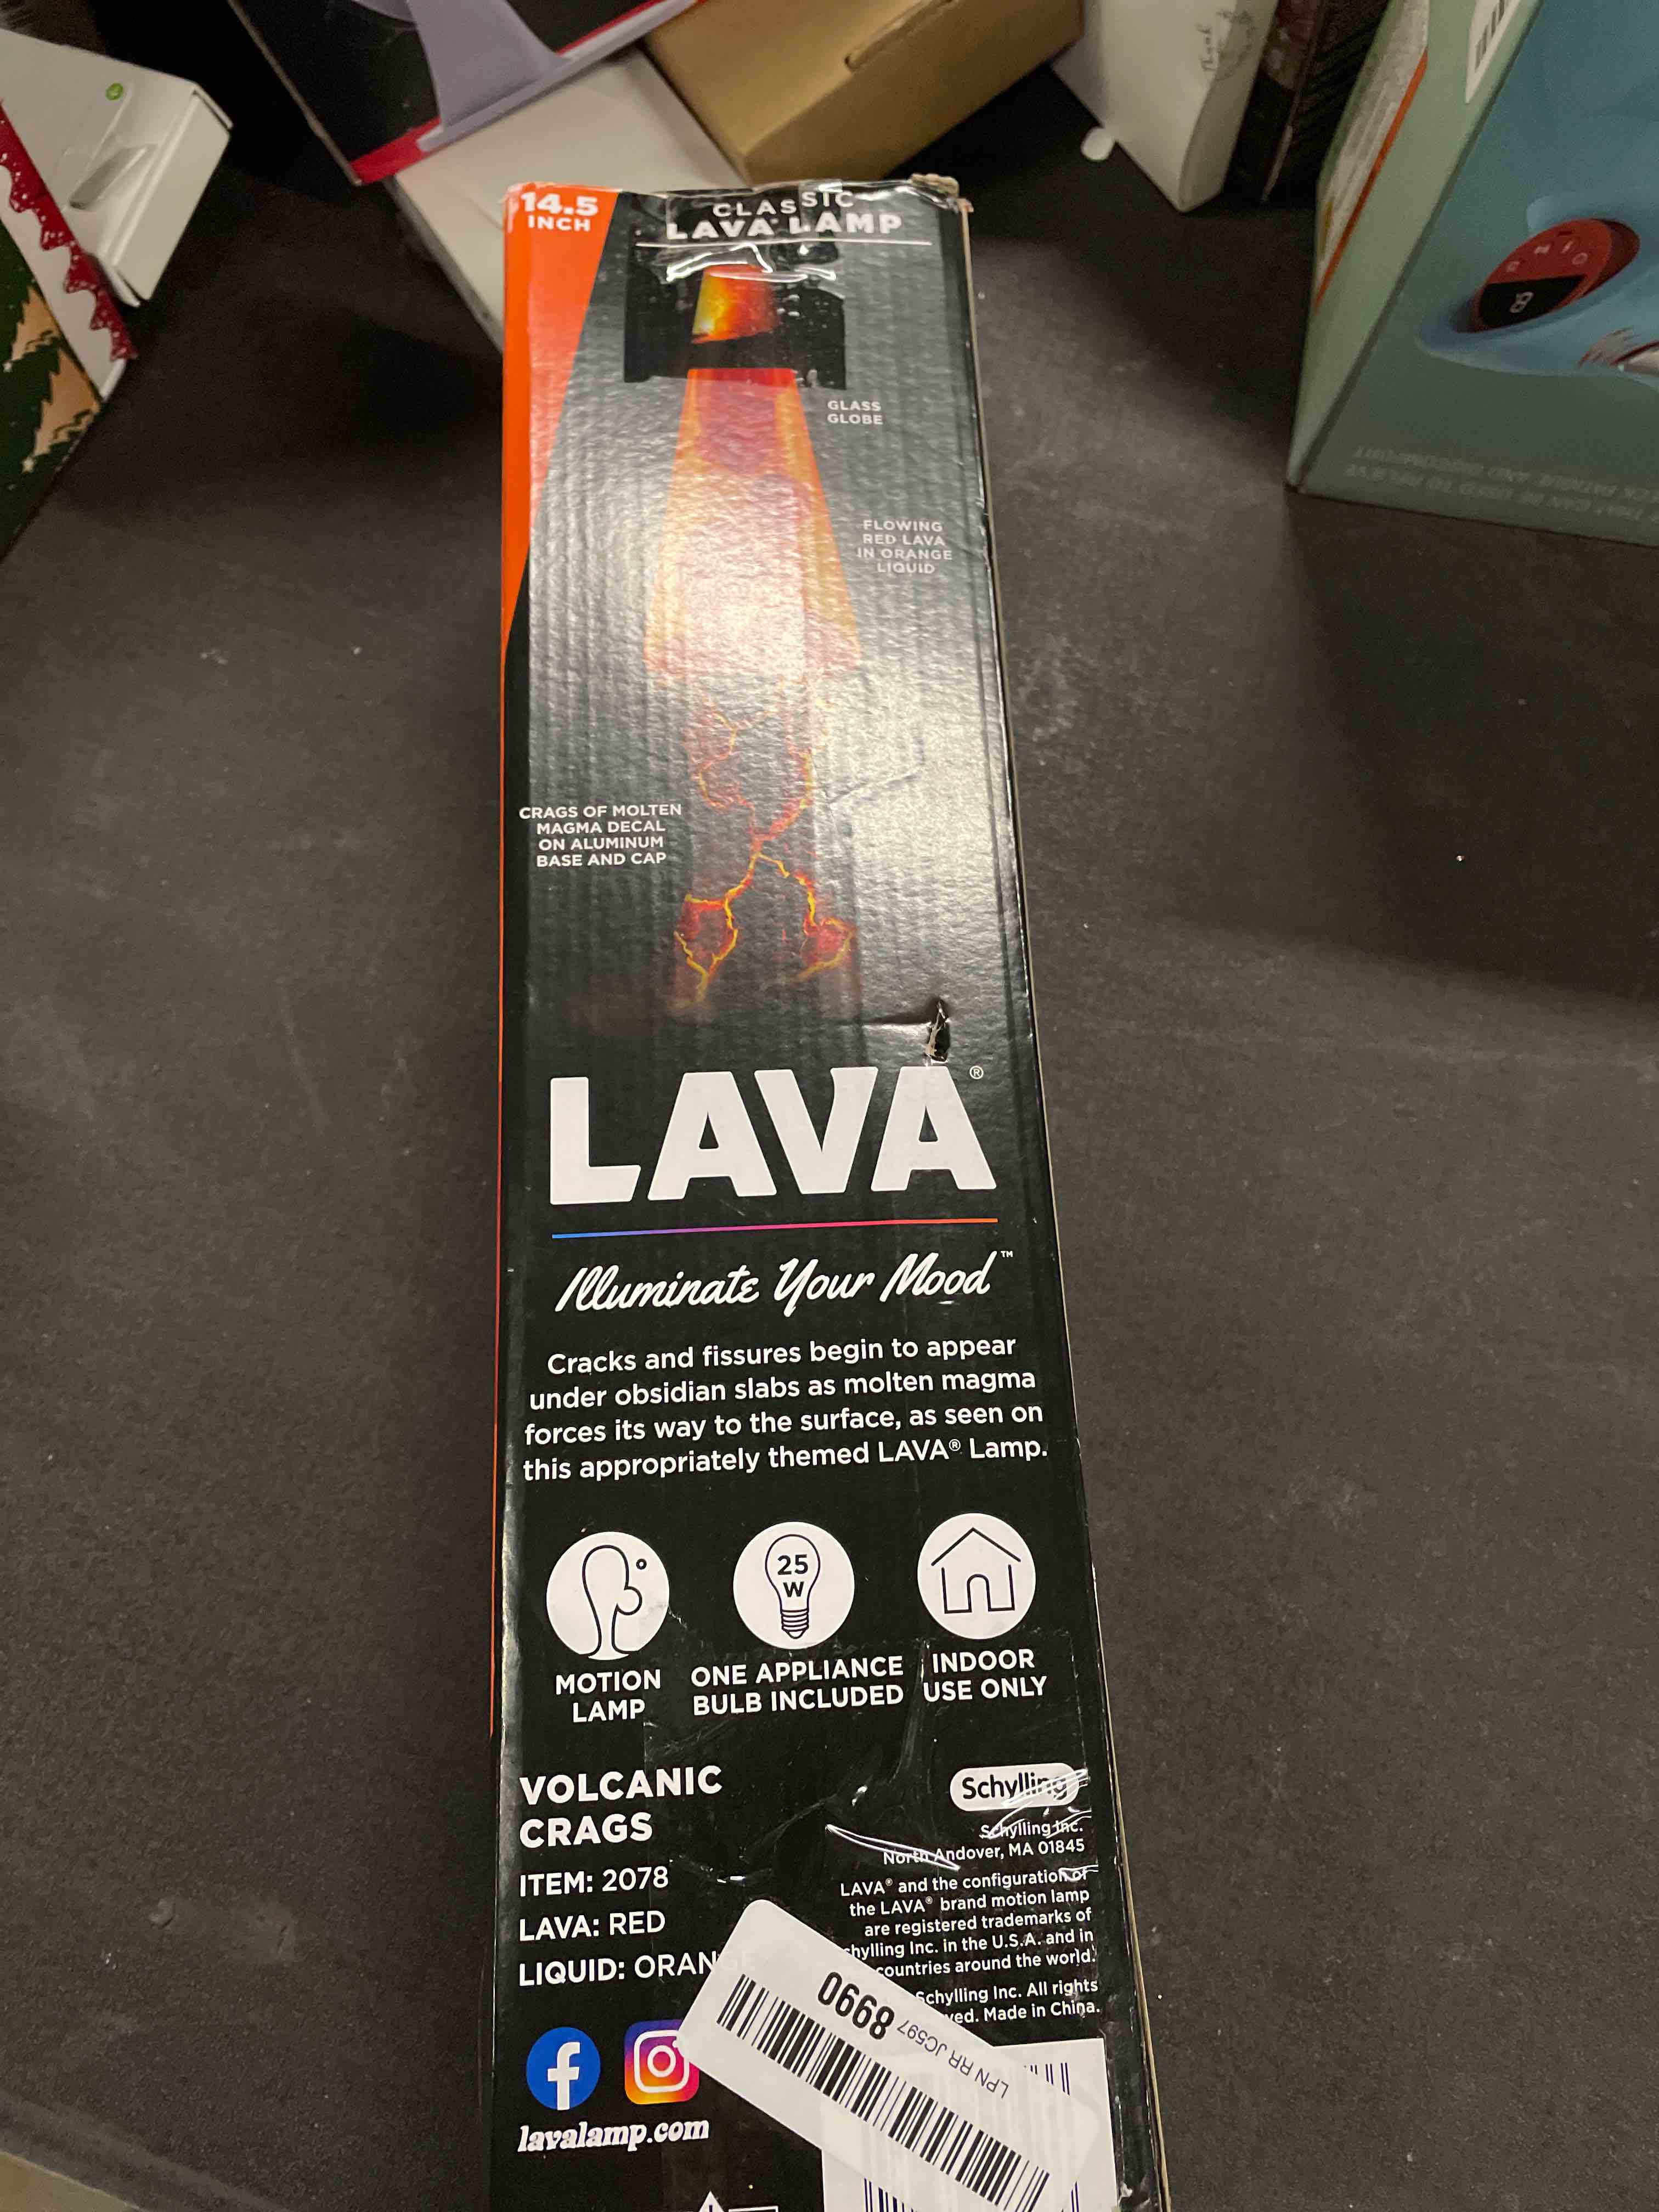 14.5
INCH
CLASSIC
LAVA LAMP
GLASS
GLOBE
FLOWING
RED LAVA
IN ORANGE
LIQUID
CRAGS OF MOLTEN
MAGMA DECAL
ON ALUMINUM
BASE AND CAP
LAVA®
Illuminate Your Mood™
Cracks and fissures begin to appear
under obsidian slabs as molten magma
forces its way to the surface, as seen on
this appropriately themed LAVA® Lamp.
25
W
MOTION
LAMP
ONE APPLIANCE
BULB INCLUDED
INDOOR
USE ONLY
VOLCANIC
CRAGS
ITEM: 2078
LAVA: RED
LIQUID: ORAN
Schylling
Schylling Inc.
North Andover, MA 01845
LAVA® and the configuration of
the LAVA® brand motion lamp
are registered trademarks of
hylling Inc. in the U.S.A. and in
countries around the world.
Schylling Inc. All rights
ved. Made in China.
lavalamp.com
LPN RR JC597 8990